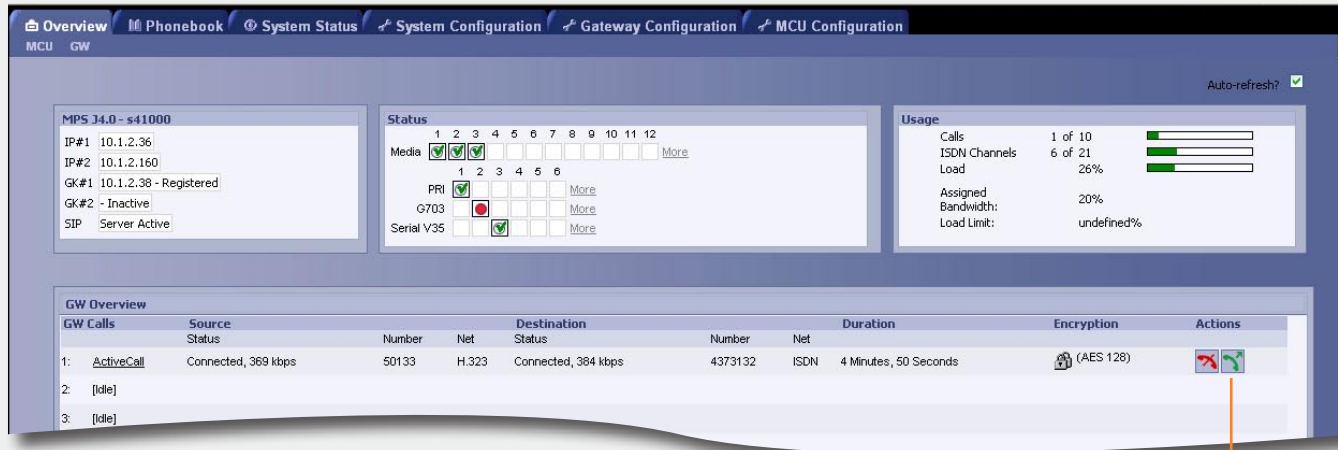 Overview Phonebook System Status System Configuration Gateway Configuration MCU Configuration
MCU GW
Auto-refresh?
MPS J4.0 - s41000
IP#1 10.1.2.36
IP#2 10.1.2.160
GK#1 10.1.2.38 - Registered
GK#2 - Inactive
SIP Server Active
Status
1 2 3 4 5 6 7 8 9 10 11 12
Media More
1 2 3 4 5 6
PRI More
G703 More
Serial V35 More
Usage
Calls 1 of 10
ISDN Channels 6 of 21
Load 26%
Assigned
Bandwidth: 20%
Load Limit: undefined%
GW Overview
GW Calls Source Destination Duration Encryption Actions
Status Number Net Status Number Net
1: ActiveCall Connected, 369 kbps 50133 H.323 Connected, 384 kbps 4373132 ISDN 4 Minutes, 50 Seconds (AES 128)
2: [Idle]
3: [Idle]